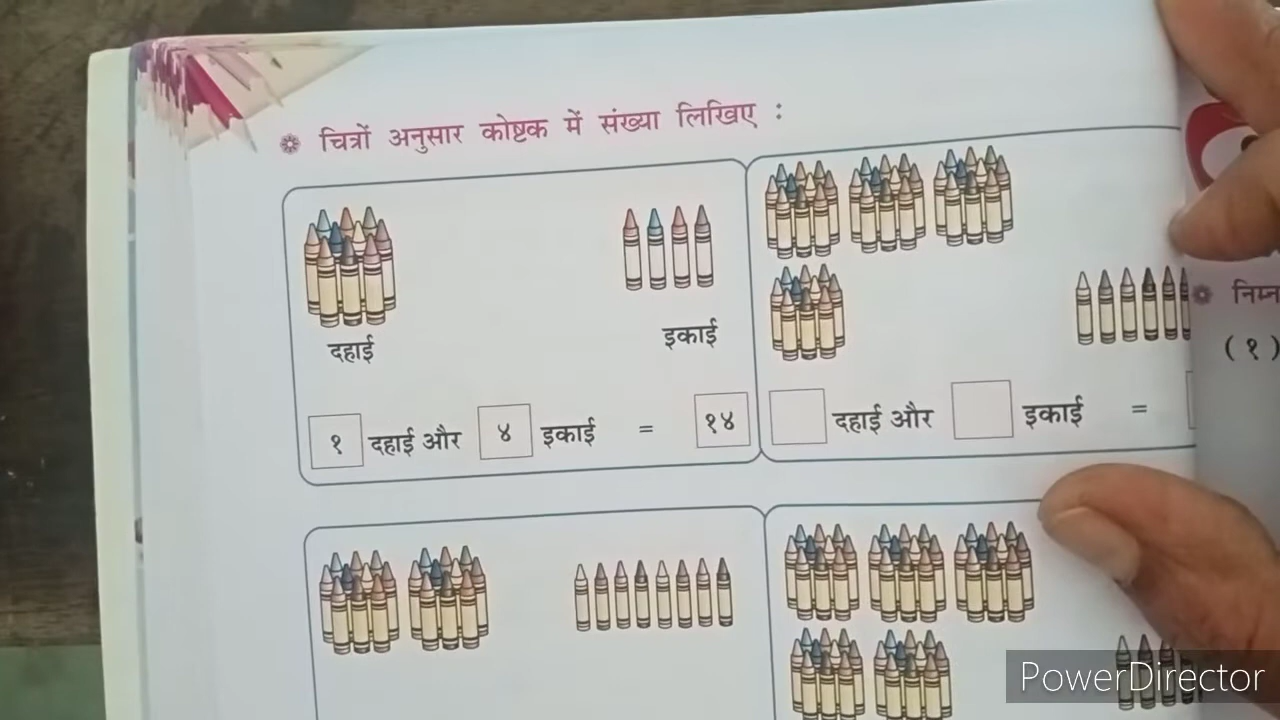 चित्रों अनुसार कोष्टक में संख्या लिखिए :
दहाई
इकाई
१ दहाई और ४ इकाई = १४
दहाई और इकाई =
(१)
PowerDirector